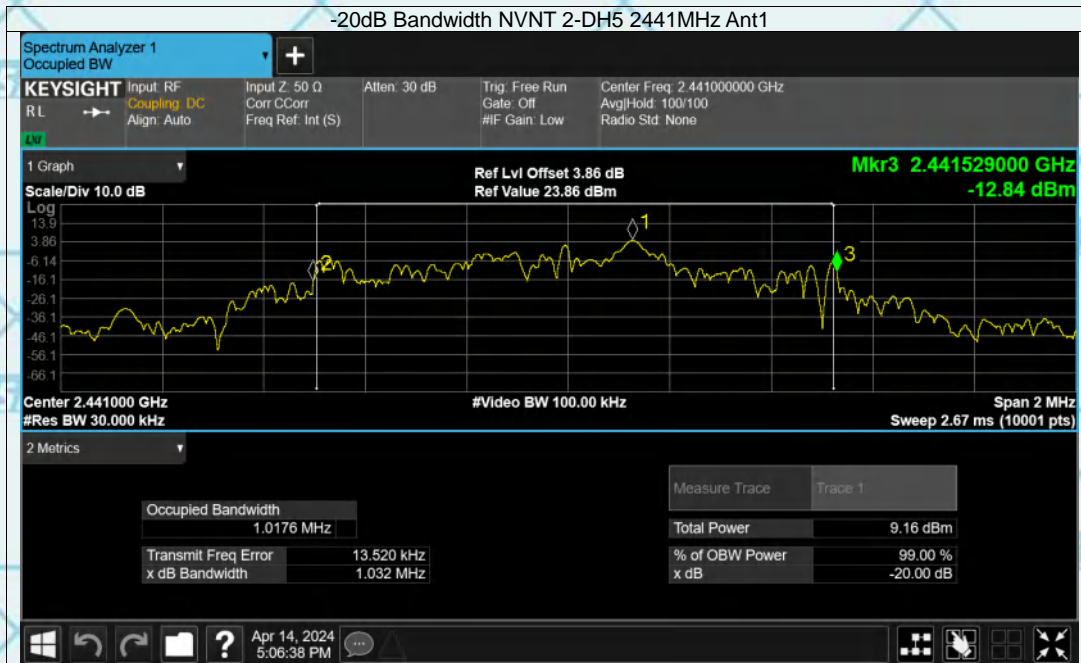 -20dB Bandwidth NVNT 2-DH5 2441MHz Ant1
Spectrum Analyzer 1
Occupied BW
+
KEYSIGHT Input: RF Input Z: 50 Ω Atten: 30 dB Trig: Free Run Center Freq: 2.441000000 GHz
RL Coupling: DC Corr CCorr Gate: Off Avg|Hold: 100/100
Align: Auto Freq Ref: Int (S) #IF Gain: Low Radio Std: None
LXI
1 Graph Ref Lvl Offset 3.86 dB Mkr3 2.441529000 GHz
Scale/Div 10.0 dB Ref Value 23.86 dBm -12.84 dBm
Log
13.9
3.86
-6.14
-16.1
-26.1
-36.1
-46.1
-56.1
-66.1
1
2
3
Center 2.441000 GHz #Video BW 100.00 kHz Span 2 MHz
#Res BW 30.000 kHz Sweep 2.67 ms (10001 pts)
2 Metrics
Measure Trace Trace 1
Occupied Bandwidth
1.0176 MHz Total Power 9.16 dBm
Transmit Freq Error 13.520 kHz % of OBW Power 99.00 %
x dB Bandwidth 1.032 MHz x dB -20.00 dB
? Apr 14, 2024
5:06:38 PM